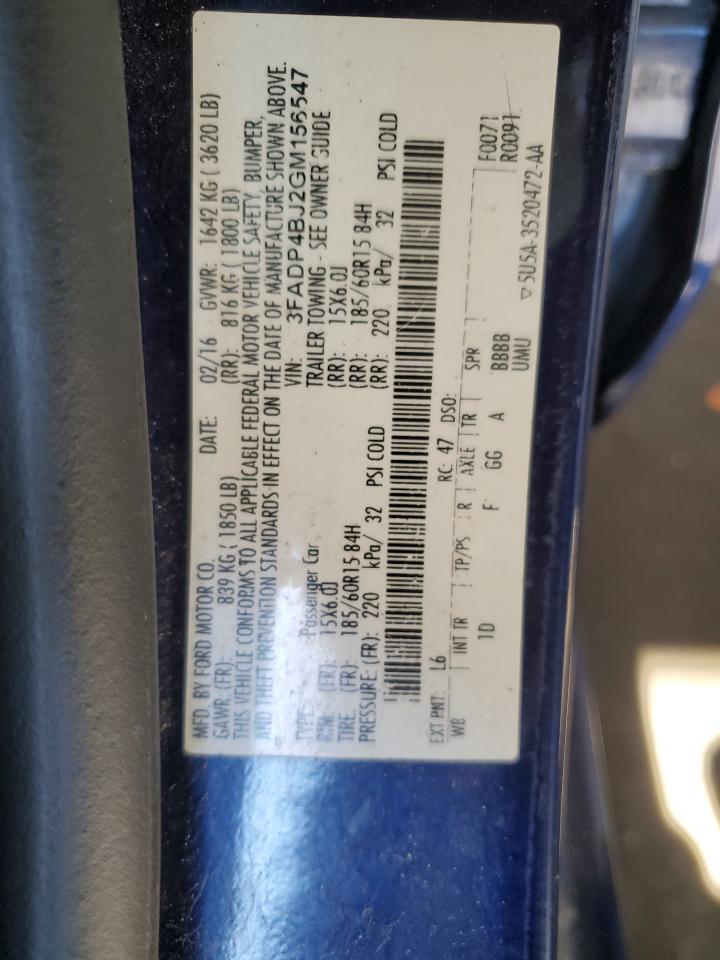 MFD. BY FORD MOTOR CO. DATE: 02/16 GVWR: 1642 KG ( 3620 LB)
GAWR: (FR): 839 KG ( 1850 LB) (RR): 816 KG ( 1800 LB)
THIS VEHICLE CONFORMS TO ALL APPLICABLE FEDERAL MOTOR VEHICLE SAFETY, BUMPER,
AND THEFT PREVENTION STANDARDS IN EFFECT ON THE DATE OF MANUFACTURE SHOWN ABOVE.
VIN: 3FADP4BJ2GM156547
TYPE: Passenger Car TRAILER TOWING - SEE OWNER GUIDE
RIM: (FR): 15X6.0J (RR): 15X6.0J
TIRE: (FR): 185/60R15 84H (RR): 185/60R15 84H
PRESSURE: (FR): 220 kPa/ 32 PSI COLD (RR): 220 kPa/ 32 PSI COLD
EXT PNT: L6 RC: 47 DSO:
WB INT TR TP/PS R AXLE TR SPR F0071
1D F GG A BBBB R0091
UMU
▽5U5A-3520472-AA